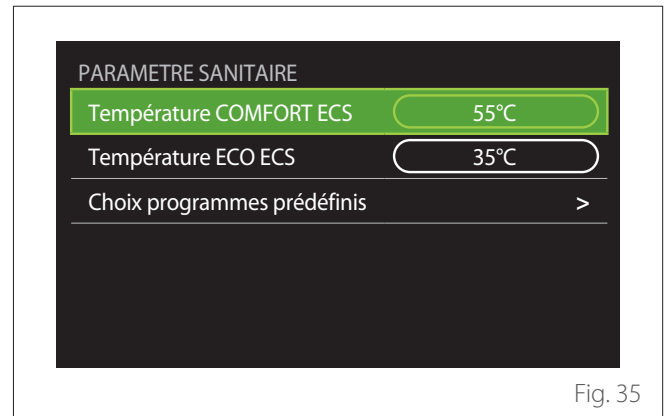 PARAMETRE SANITAIRE
Température COMFORT ECS 55°C
Température ECO ECS 35°C
Choix programmes prédéfinis >
Fig. 35